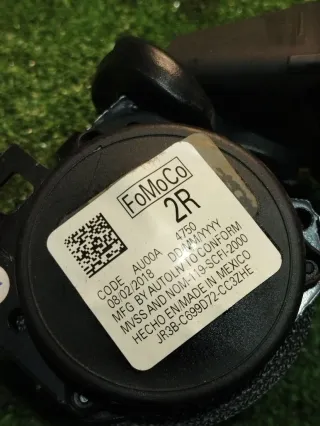 FoMoCo
2R
CODE AU00A 4750
08/02/2018 DD/MM/YYYY
MFG BY AUTOLIV TO CONFORM
MVSS AND NOM-119-SCFI-2000
HECHO EN/MADE IN MEXICO
JR3B-C699D72-CC3ZHE